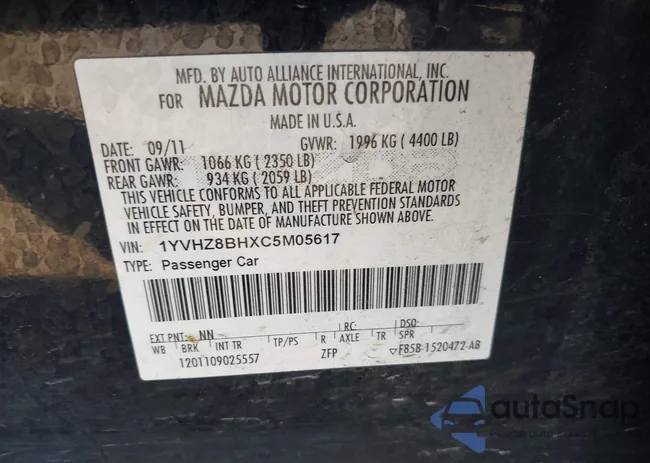 MFD. BY AUTO ALLIANCE INTERNATIONAL, INC.
FOR MAZDA MOTOR CORPORATION
MADE IN U.S.A.
DATE: 09/11 GVWR: 1996 KG ( 4400 LB)
FRONT GAWR: 1066 KG ( 2350 LB)
REAR GAWR: 934 KG ( 2059 LB)
THIS VEHICLE CONFORMS TO ALL APPLICABLE FEDERAL MOTOR
VEHICLE SAFETY, BUMPER, AND THEFT PREVENTION STANDARDS
IN EFFECT ON THE DATE OF MANUFACTURE SHOWN ABOVE.
VIN: 1YVHZ8BHXC5M05617
TYPE: Passenger Car
EXT PNT: NN RC: DSO:
WB BRK INT TR TP/PS R AXLE TR SPR
1201109025557 ZFP F85B-1520472-AB
autoSnap